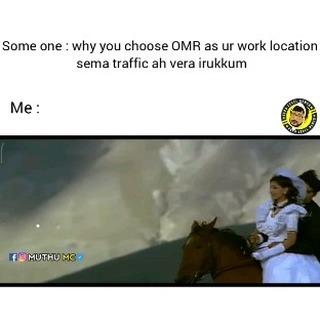 Some one : why you choose OMR as ur work location
sema traffic ah vera irukkum
Me :
MUTHU MC